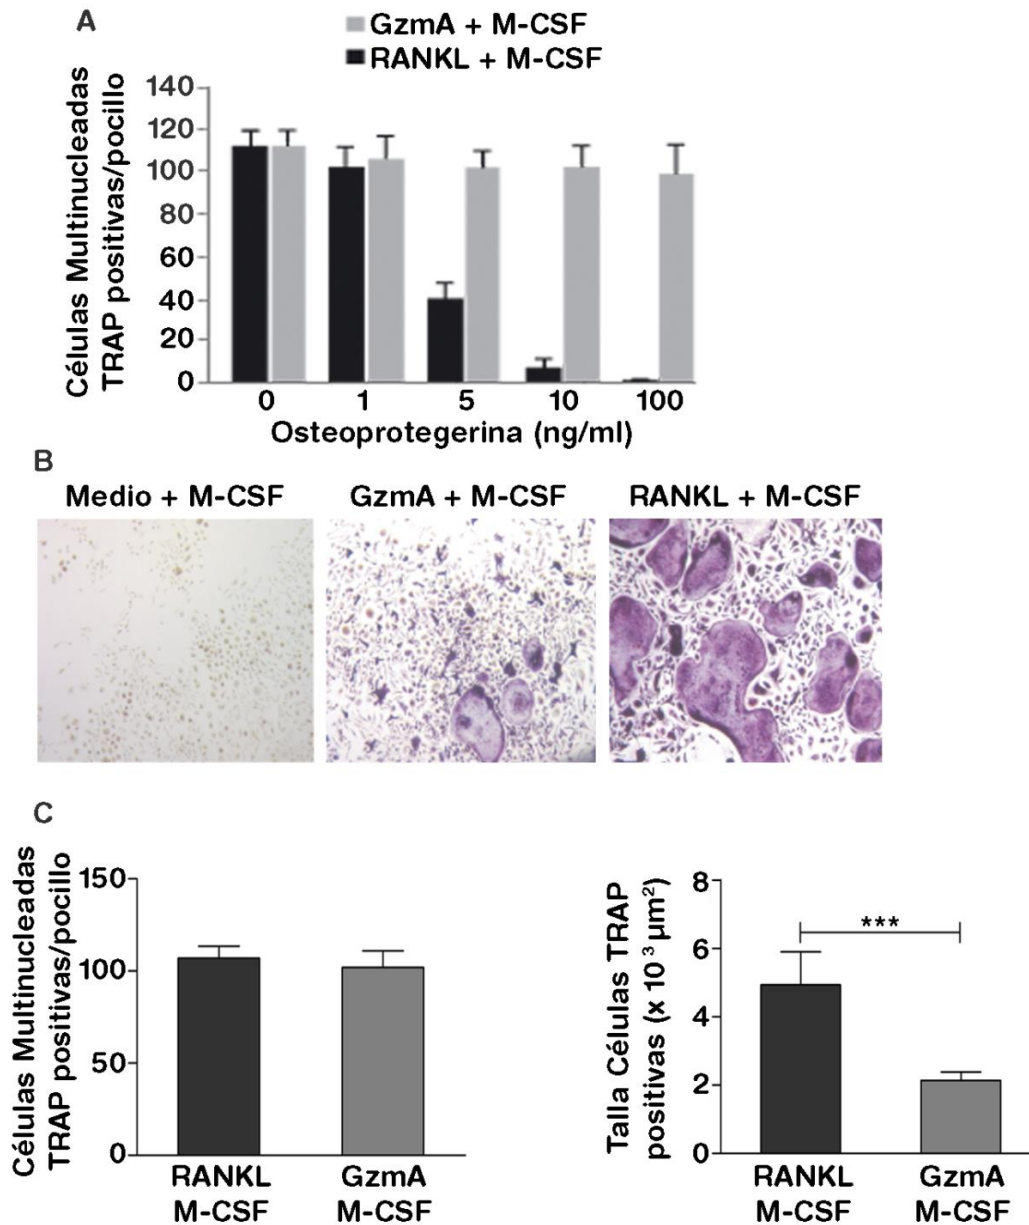 A
GzmA + M-CSF
RANKL + M-CSF
Células Multinucleadas
TRAP positivas/pocillo
140
120
100
80
60
40
20
0
0 1 5 10 100
Osteoprotegerina (ng/ml)
B
Medio + M-CSF GzmA + M-CSF RANKL + M-CSF
C
Células Multinucleadas
TRAP positivas/pocillo
150
100
50
0
RANKL GzmA
M-CSF M-CSF
Talla Células TRAP
positivas (x 10³ µm²)
8
6
4
2
0
***
RANKL GzmA
M-CSF M-CSF